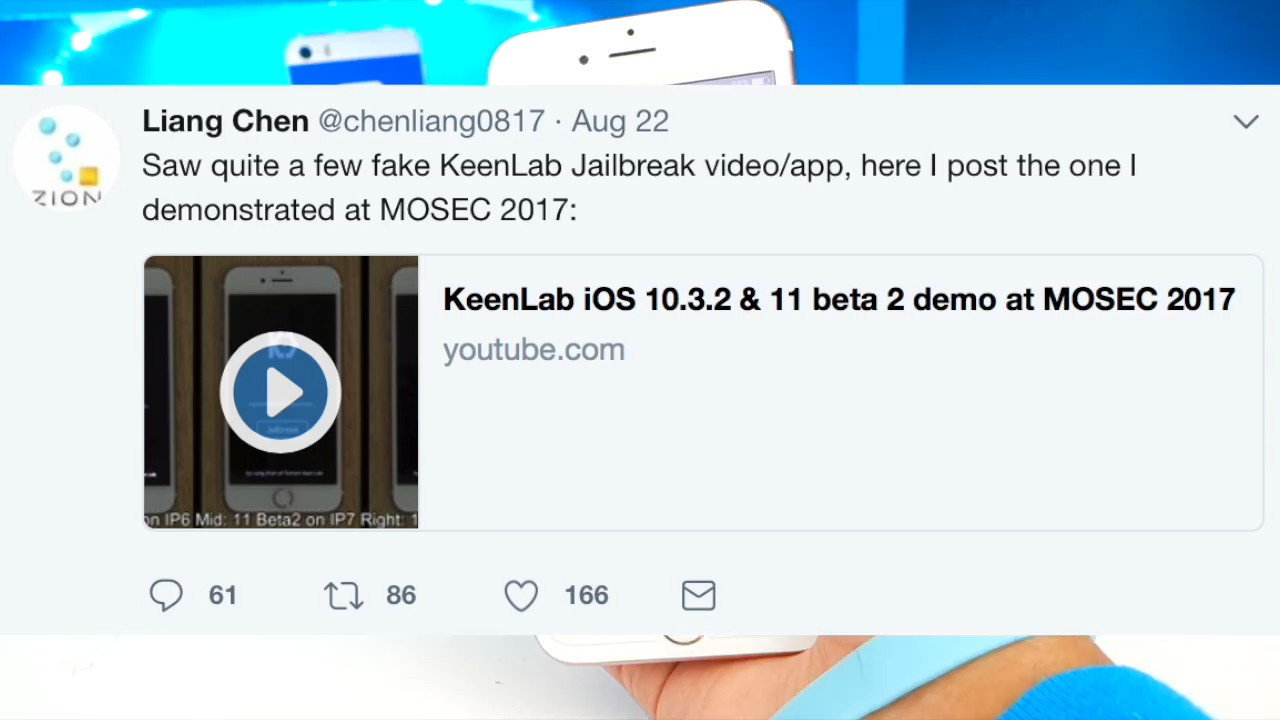 Liang Chen @chenliang0817 · Aug 22
Saw quite a few fake KeenLab Jailbreak video/app, here I post the one I
demonstrated at MOSEC 2017:
ZION
KeenLab iOS 10.3.2 & 11 beta 2 demo at MOSEC 2017
youtube.com
Jailbreak
on IP6 Mid: 11 Beta2 on IP7 Right: 1
61 86 166